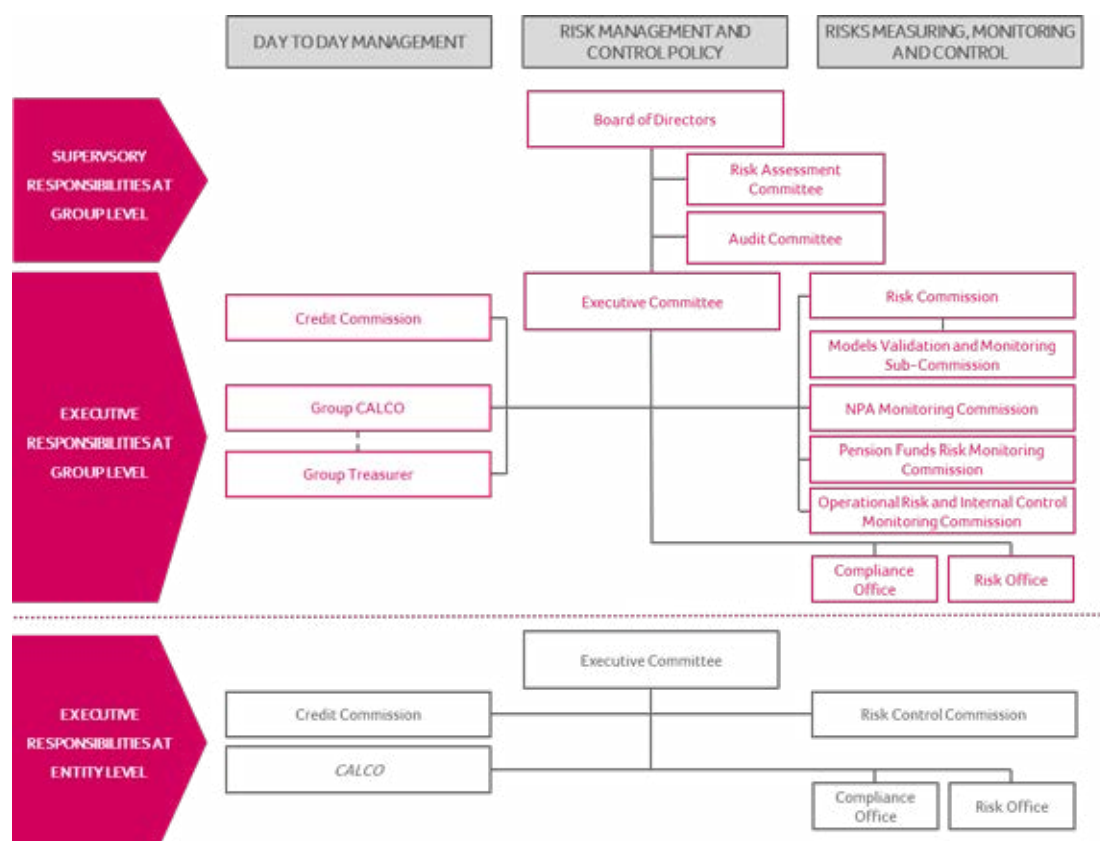 DAY TO DAY MANAGEMENT
RISK MANAGEMENT AND
CONTROL POLICY
RISKS MEASURING, MONITORING
AND CONTROL
SUPERVSORY
RESPONSIBILITIES AT
GROUP LEVEL
Board of Directors
Risk Assessment
Committee
Audit Committee
EXECUTIVE
RESPONSIBILITIES AT
GROUP LEVEL
Credit Commission
Group CALCO
Group Treasurer
Executive Committee
Risk Commission
Models Validation and Monitoring
Sub-Commission
NPA Monitoring Commission
Pension Funds Risk Monitoring
Commission
Operational Risk and Internal Control
Monitoring Commission
Compliance
Office
Risk Office
EXECUTIVE
RESPONSIBILITIES AT
ENTITY LEVEL
Executive Committee
Credit Commission
CALCO
Risk Control Commission
Compliance
Office
Risk Office